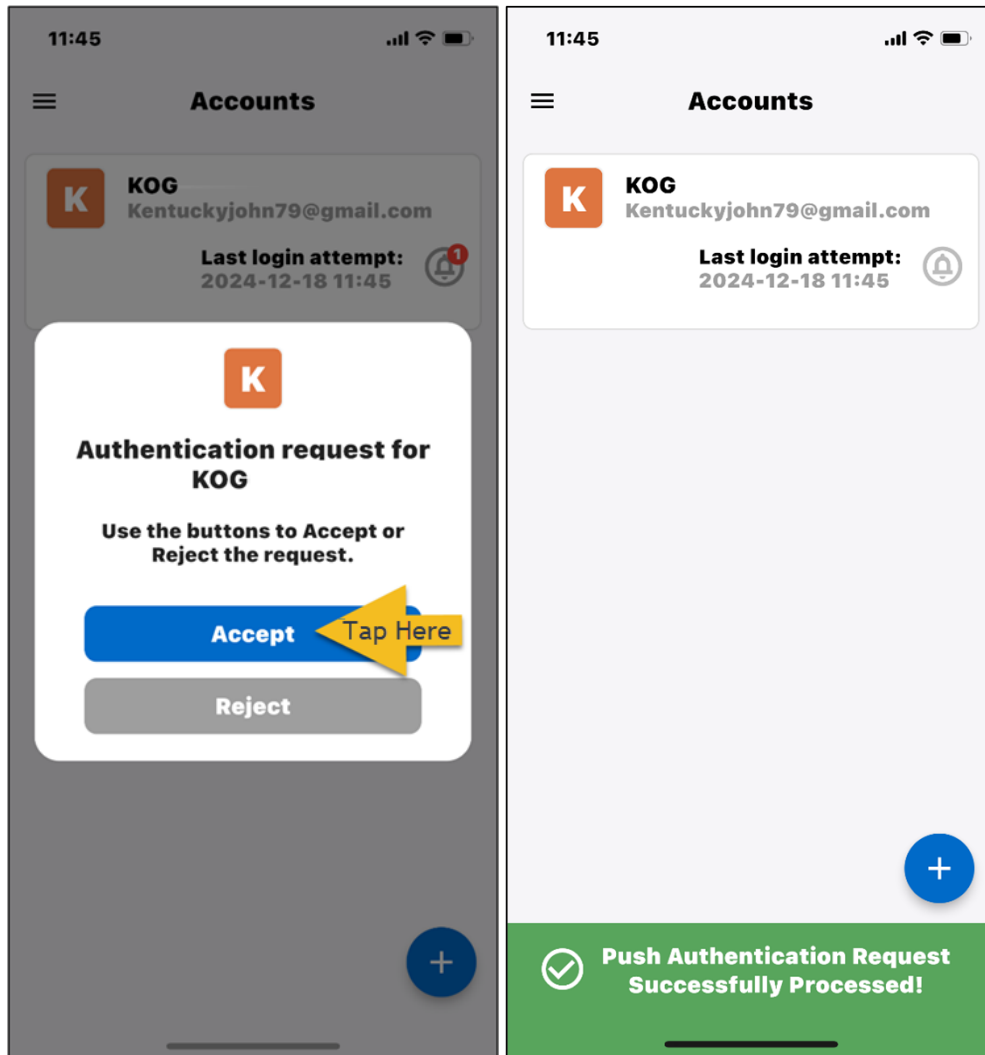 11:45
Accounts
K
KOG
Kentuckyjohn79@gmail.com
Last login attempt:
1
2024-12-18 11:45
K
Authentication request for
KOG
Use the buttons to Accept or
Reject the request.
Accept
Tap Here
Reject
+
11:45
Accounts
K
KOG
Kentuckyjohn79@gmail.com
Last login attempt:
2024-12-18 11:45
+
Push Authentication Request
Successfully Processed!